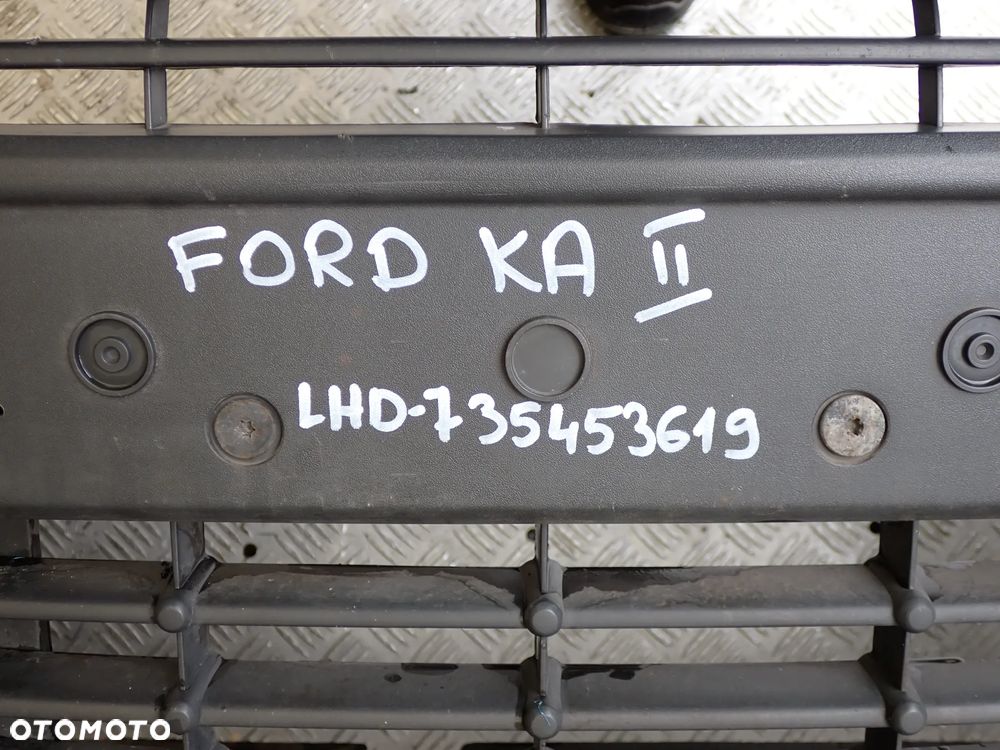 FORD KA II
LHD-735453619
OTOMOTO